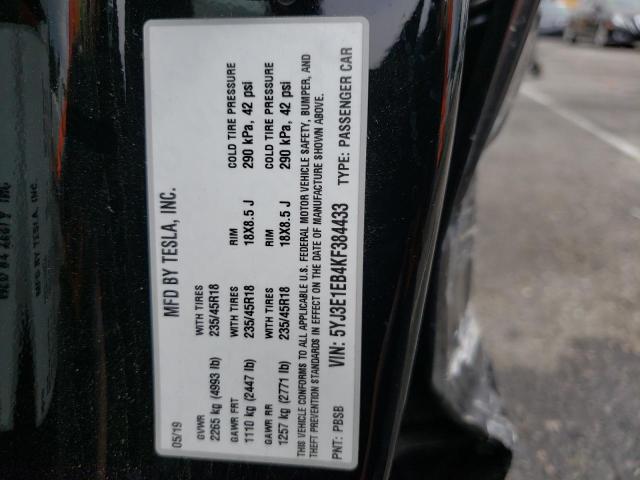 MFD BY TESLA, INC.
05/19
GVWR WITH TIRES RIM COLD TIRE PRESSURE
2265 kg (4993 lb) 235/45R18 18X8.5 J 290 kPa, 42 psi
GAWR FRT WITH TIRES RIM COLD TIRE PRESSURE
1110 kg (2447 lb) 235/45R18
GAWR RR WITH TIRES RIM
1257 kg (2771 lb) 235/45R18 18X8.5 J 290 kPa, 42 psi
THIS VEHICLE CONFORMS TO ALL APPLICABLE U.S. FEDERAL MOTOR VEHICLE SAFETY, BUMPER, AND
THEFT PREVENTION STANDARDS IN EFFECT ON THE DATE OF MANUFACTURE SHOWN ABOVE.
VIN: 5YJ3E1EB4KF384433 TYPE: PASSENGER CAR
PNT: PBSB